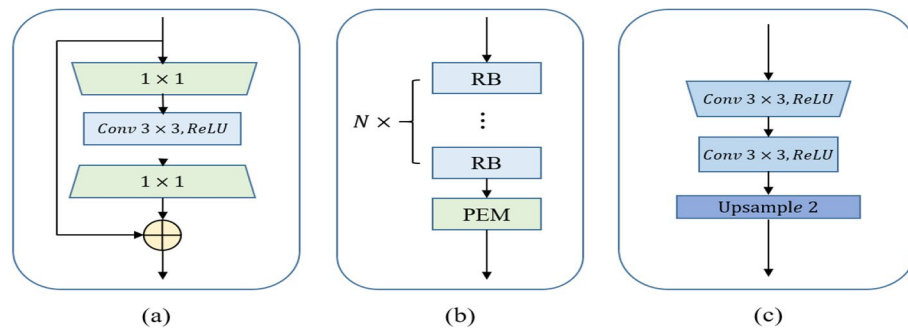 1 × 1
Conv 3 × 3, ReLU
1 × 1
(a)
RB
N ×
⋮
RB
PEM
(b)
Conv 3 × 3, ReLU
Conv 3 × 3, ReLU
Upsample 2
(c)